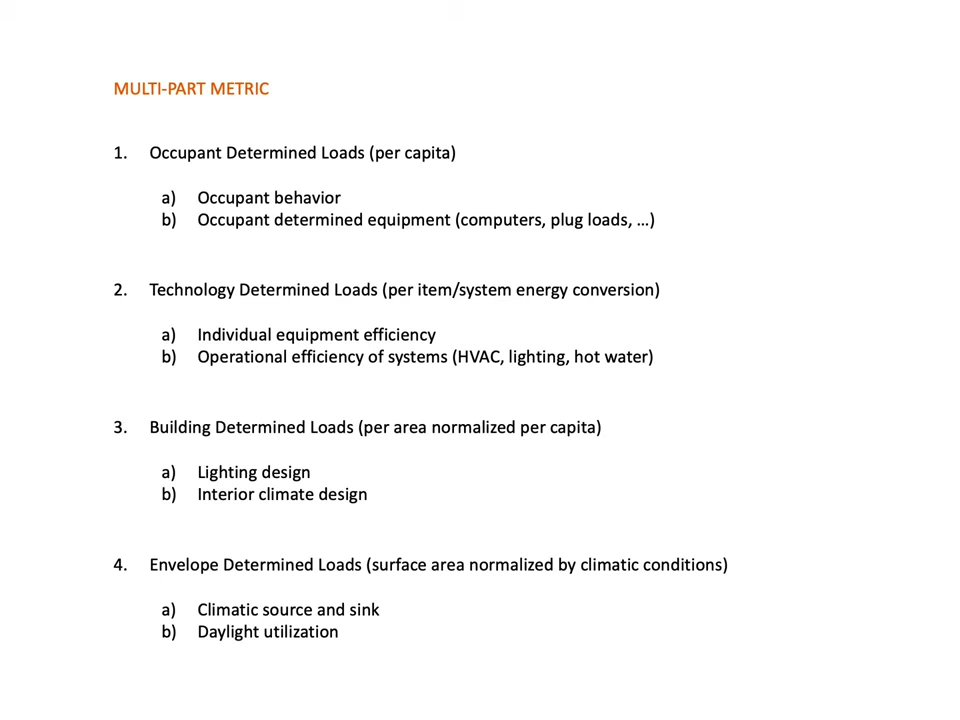 MULTI-PART METRIC
1. Occupant Determined Loads (per capita)
a) Occupant behavior
b) Occupant determined equipment (computers, plug loads, …)
2. Technology Determined Loads (per item/system energy conversion)
a) Individual equipment efficiency
b) Operational efficiency of systems (HVAC, lighting, hot water)
3. Building Determined Loads (per area normalized per capita)
a) Lighting design
b) Interior climate design
4. Envelope Determined Loads (surface area normalized by climatic conditions)
a) Climatic source and sink
b) Daylight utilization